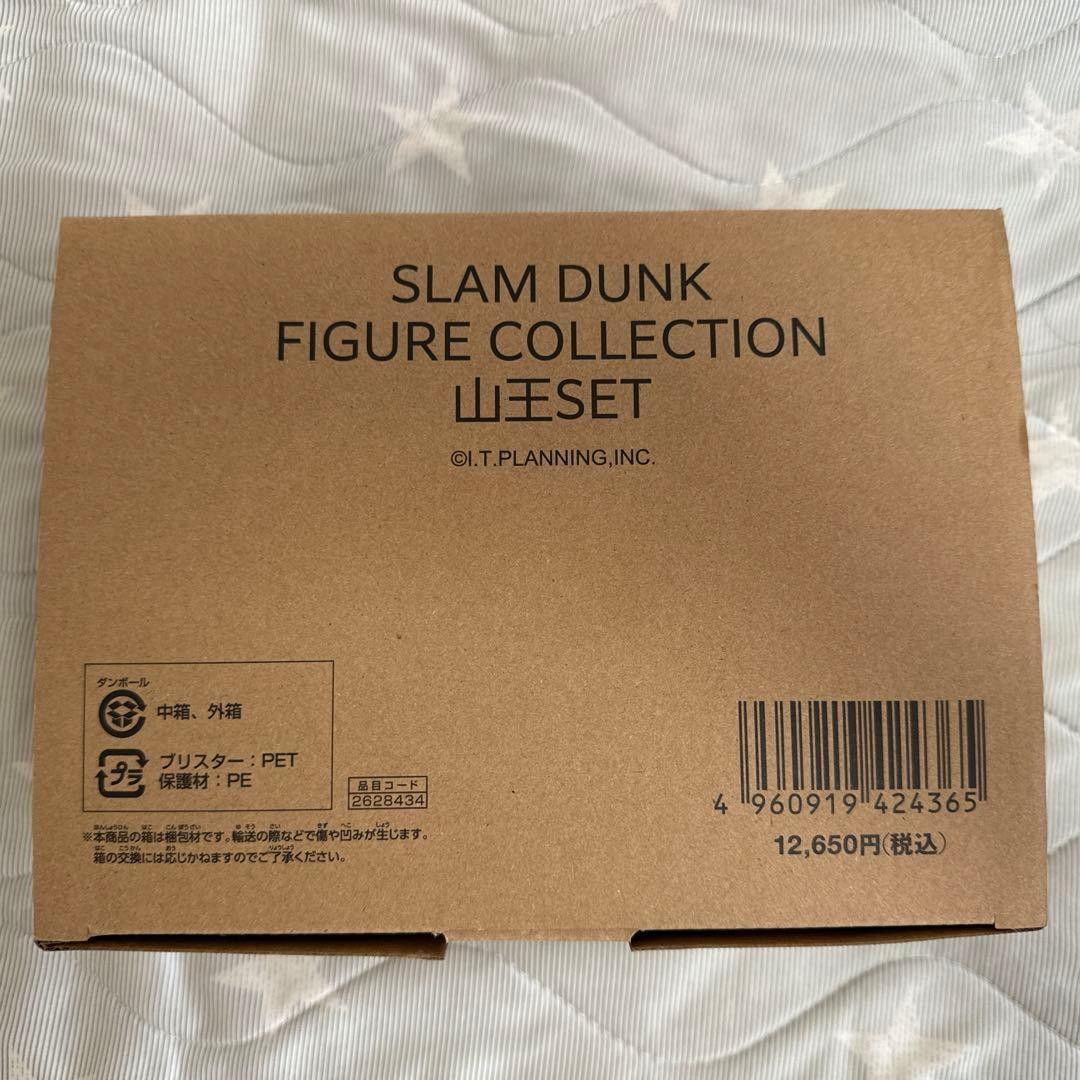 SLAM DUNK
FIGURE COLLECTION
山王SET
©I.T.PLANNING,INC.
ダンボール
中箱、外箱
プラ
ブリスター：PET
保護材：PE
品目コード
2628434
※本商品の箱は梱包材です。輸送の際などで傷や凹みが生じます。
箱の交換には応じかねますのでご了承ください。
4 960919 424365
12,650円(税込)